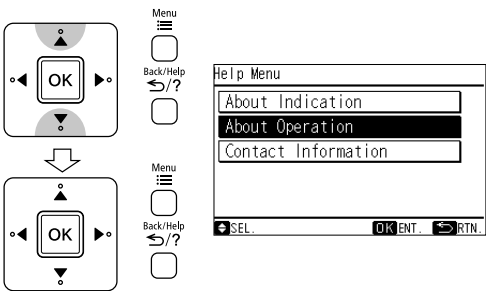 Menu
Back/Help
/?
OK
Menu
Back/Help
/?
OK
Help Menu
About Indication
About Operation
Contact Information
SEL.
OK ENT.
RTN.